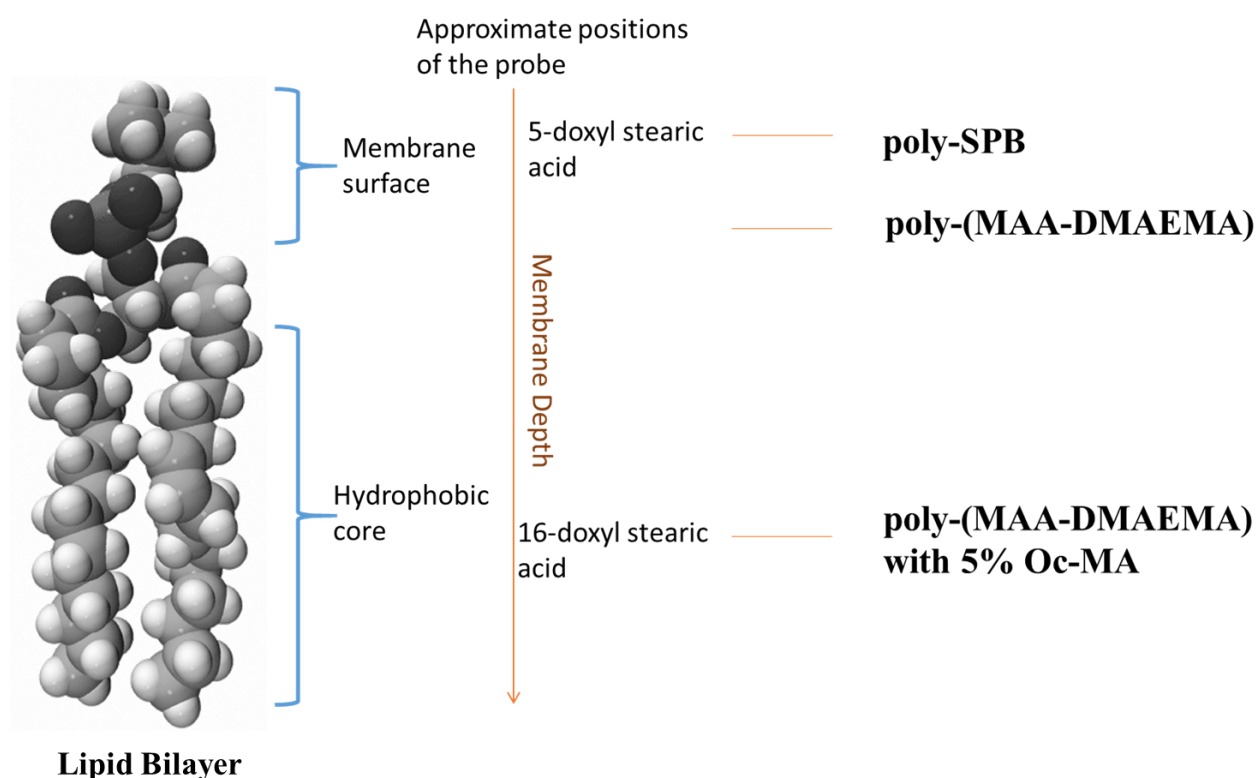 Approximate positions
of the probe
5-doxyl stearic
acid
poly-SPB
Membrane
surface
poly-(MAA-DMAEMA)
Membrane Depth
Hydrophobic
core
16-doxyl stearic
acid
poly-(MAA-DMAEMA)
with 5% Oc-MA
Lipid Bilayer